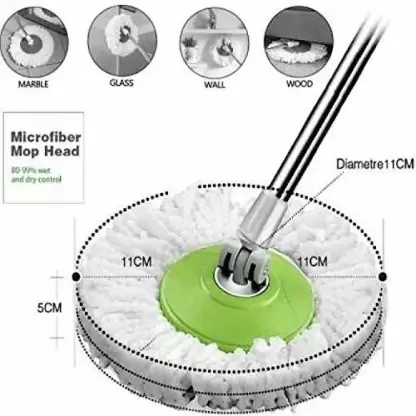 MARBLE
GLASS
WALL
WOOD
Microfiber
Mop Head
80-99% wet
and dry control
Diametre11CM
11CM
11CM
5CM